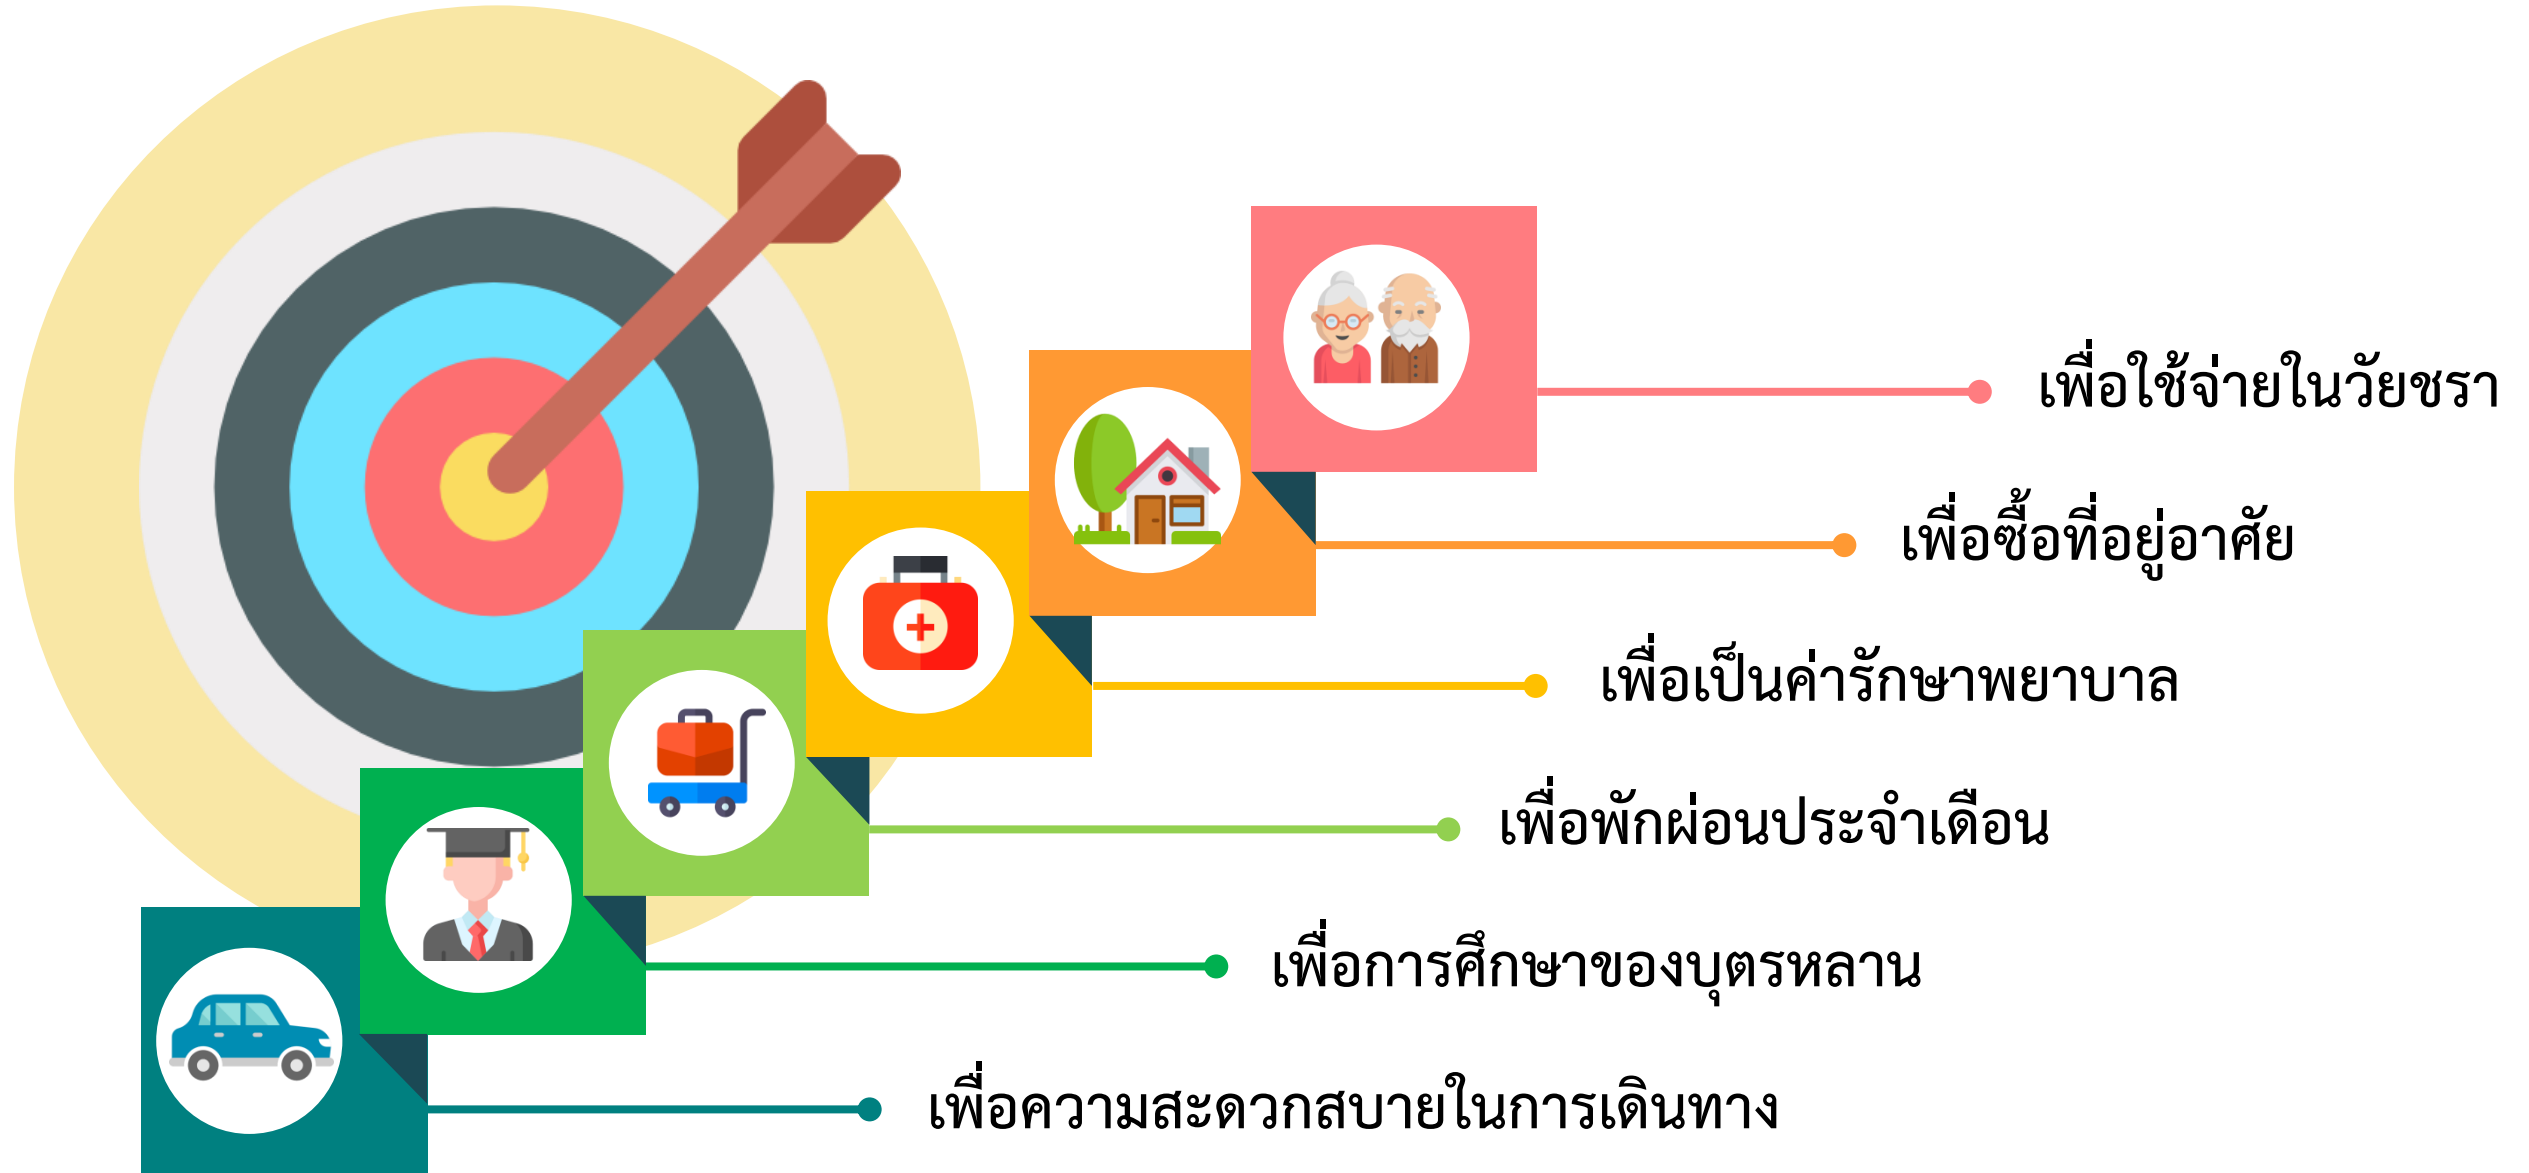 เพื่อใช้จ่ายในวัยชรา
เพื่อซื้อที่อยู่อาศัย
เพื่อเป็นค่ารักษาพยาบาล
เพื่อพักผ่อนประจำเดือน
เพื่อการศึกษาของบุตรหลาน
เพื่อความสะดวกสบายในการเดินทาง